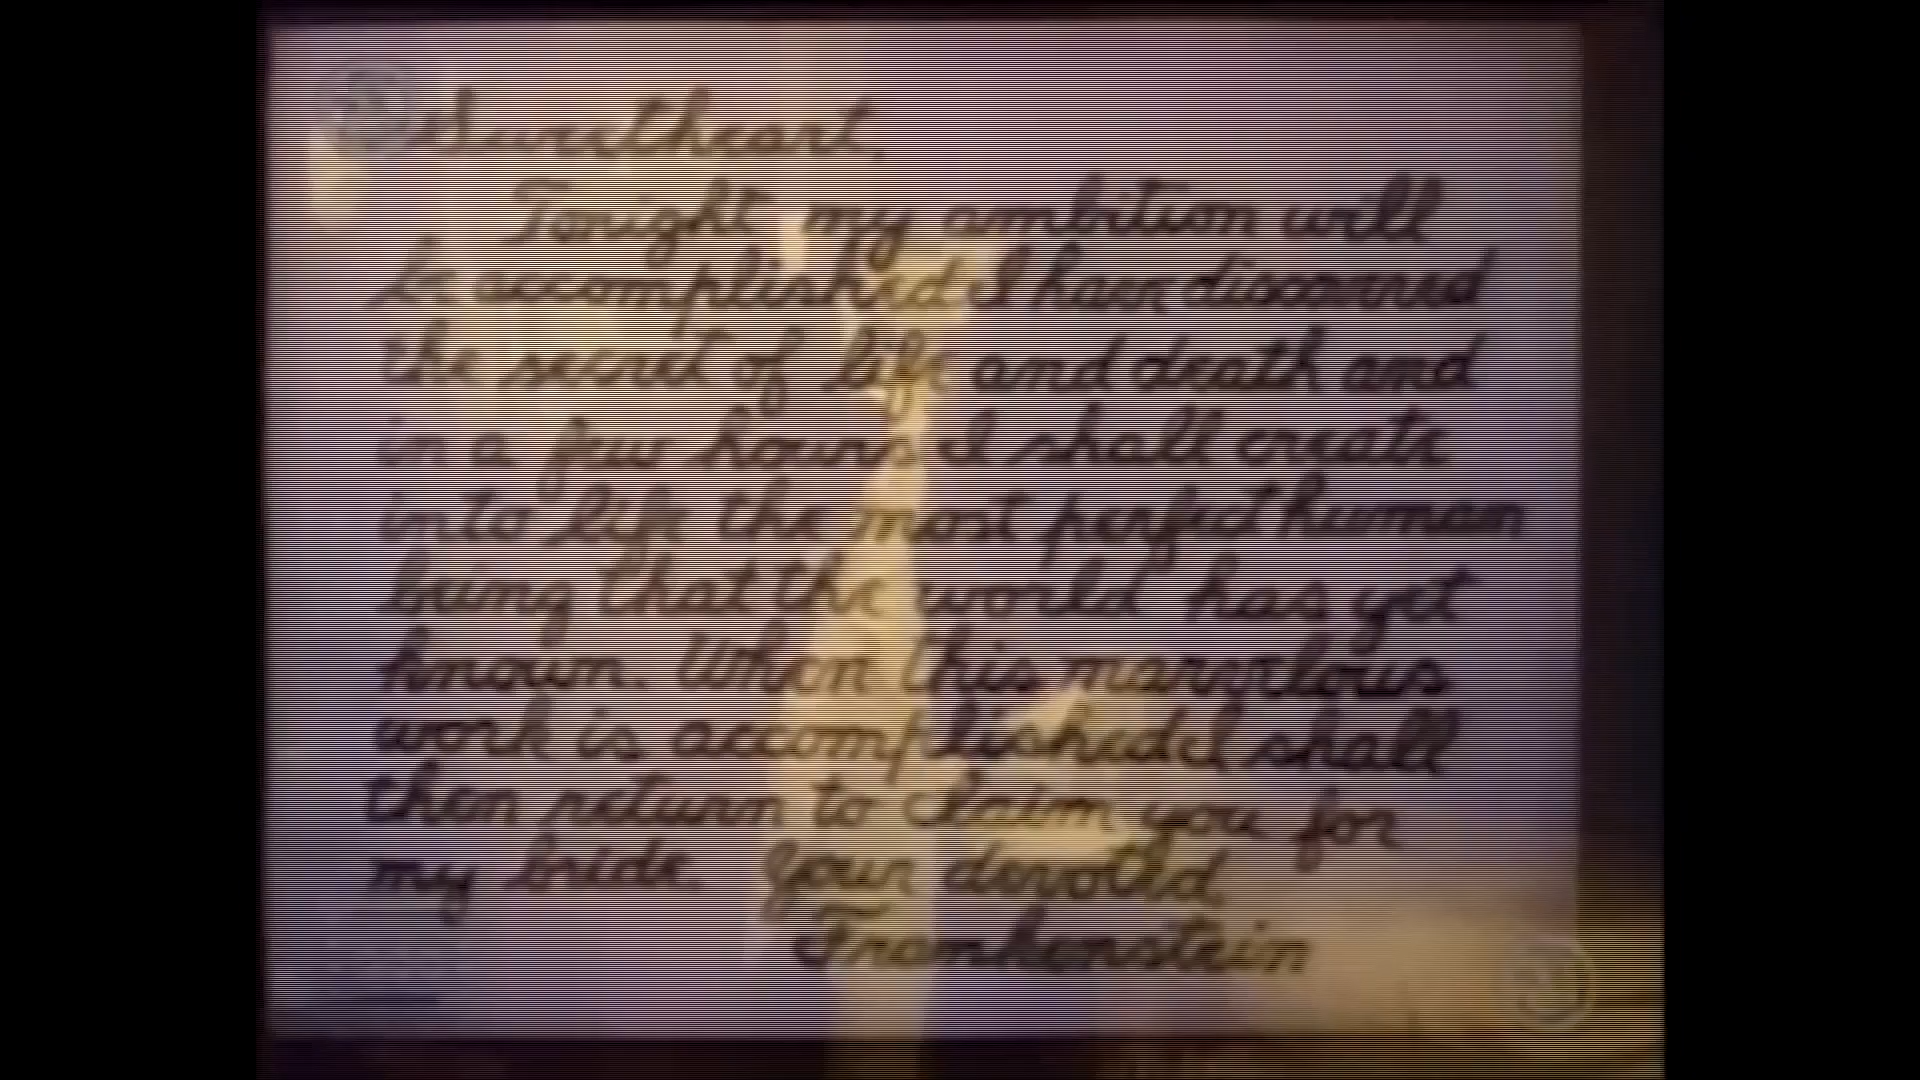 Sweetheart,
Tonight my ambition will
be accomplished I have discovered
the secret of life and death and
in a few hours I shall create
into life the most perfect human
being that the world has yet
known. When this marvelous
work is accomplished I shall
then return to claim you for
my bride. Your devoted,
Frankenstein